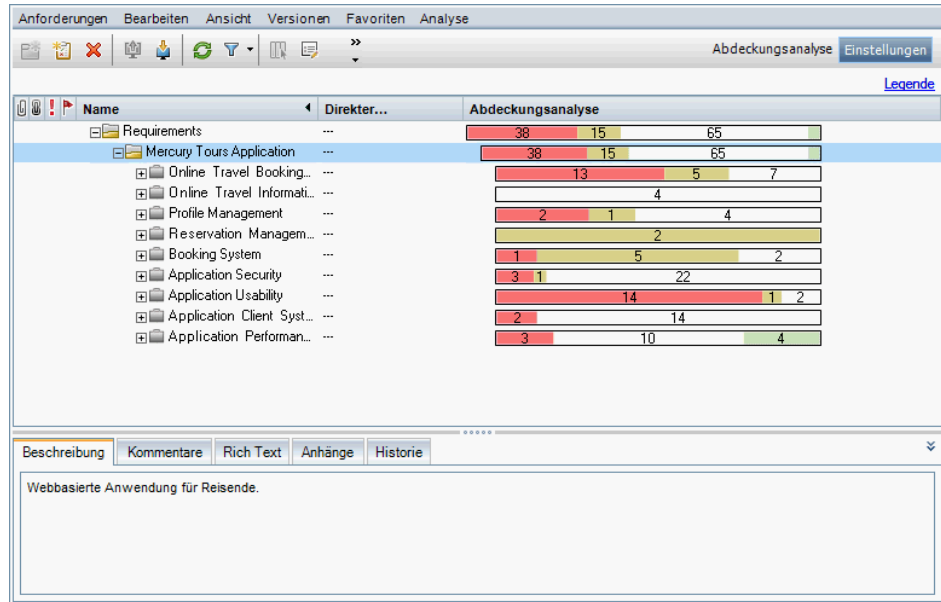 Anforderungen Bearbeiten Ansicht Versionen Favoriten Analyse
Abdeckungsanalyse Einstellungen
Legende
Name Direkter... Abdeckungsanalyse
Requirements --- 38 15 65
Mercury Tours Application --- 38 15 65
Online Travel Booking... --- 13 5 7
Online Travel Informati... --- 4
Profile Management --- 2 1 4
Reservation Managem... --- 2
Booking System --- 1 5 2
Application Security --- 3 1 22
Application Usability --- 14 1 2
Application Client Syst... --- 2 14
Application Performan... --- 3 10 4
Beschreibung Kommentare Rich Text Anhänge Historie
Webbasierte Anwendung für Reisende.